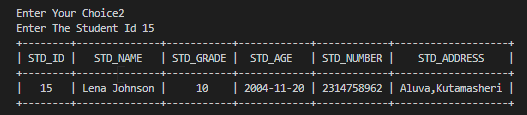 Enter Your Choice2
Enter The Student Id 15
+--------+--------------+-----------+------------+------------+-------------------+
| STD_ID |   STD_NAME   | STD_GRADE |  STD_AGE   | STD_NUMBER |    STD_ADDRESS    |
+--------+--------------+-----------+------------+------------+-------------------+
|   15   | Lena Johnson |    10     | 2004-11-20 | 2314758962 | Aluva,Kutamasheri |
+--------+--------------+-----------+------------+------------+-------------------+